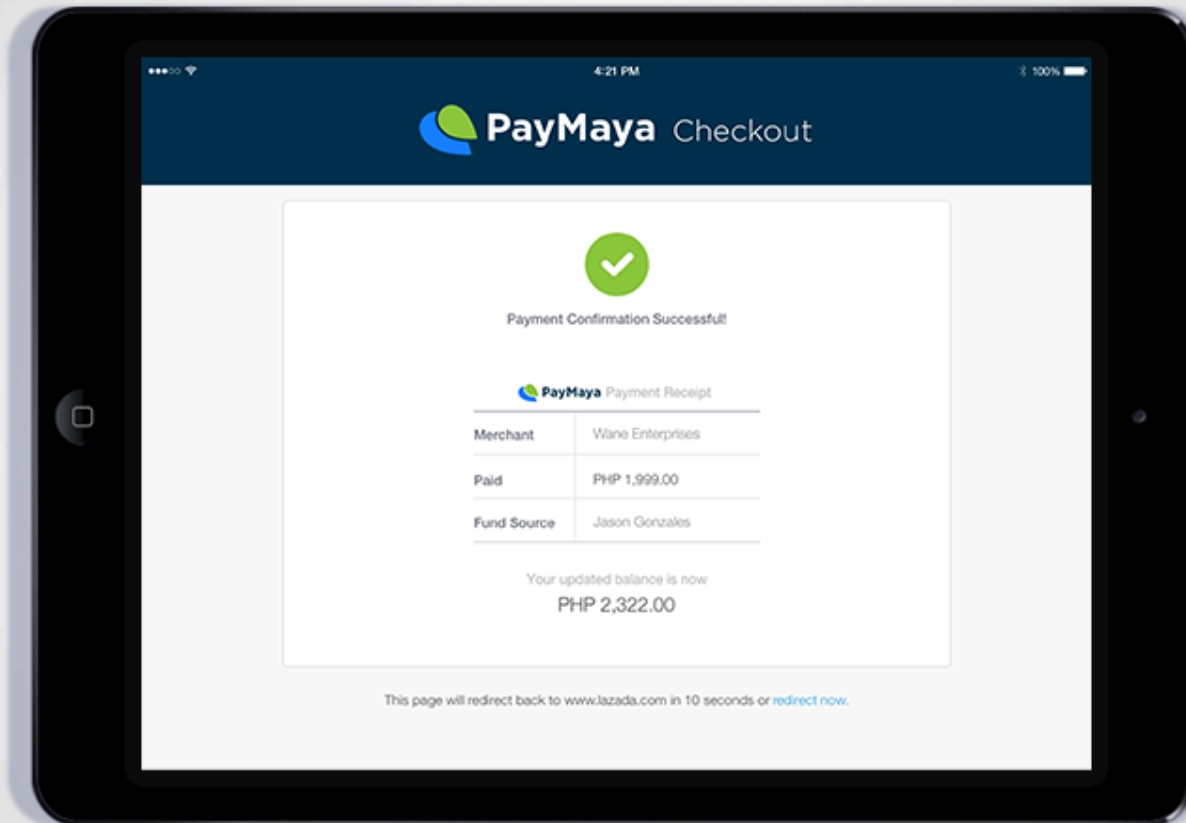 4:21 PM
100%
PayMaya Checkout
Payment Confirmation Successful!
PayMaya Payment Receipt
Merchant Wane Enterprises
Paid PHP 1,999.00
Fund Source Jason Gonzales
Your updated balance is now
PHP 2,322.00
This page will redirect back to www.lazada.com in 10 seconds or redirect now.